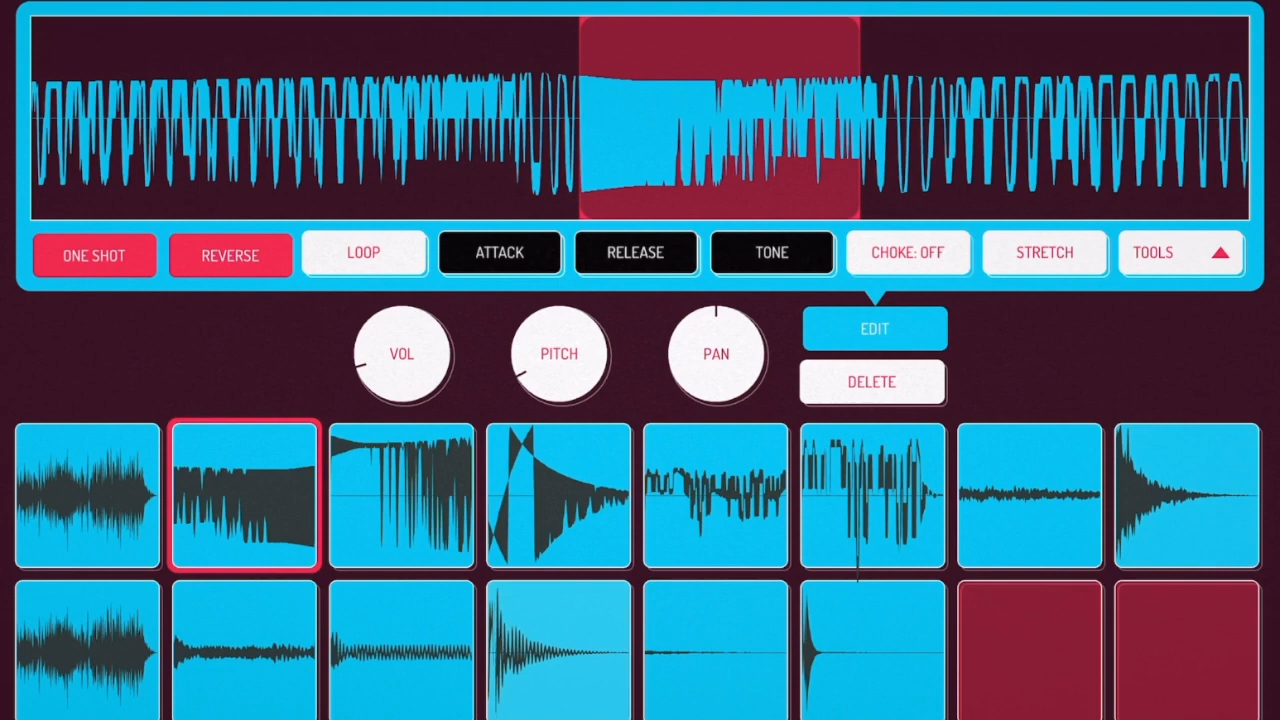 ONE SHOT
REVERSE
LOOP
ATTACK
RELEASE
TONE
CHOKE: OFF
STRETCH
TOOLS
VOL
PITCH
PAN
EDIT
DELETE